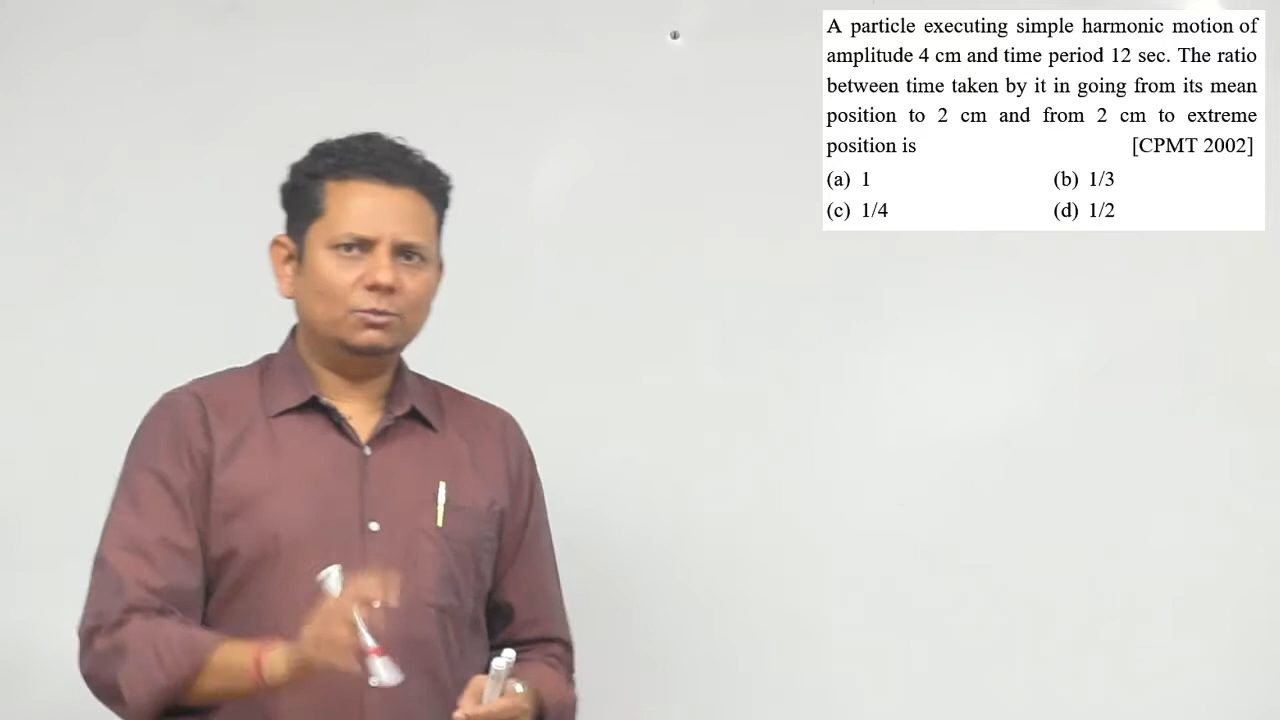 A particle executing simple harmonic motion of
amplitude 4 cm and time period 12 sec. The ratio
between time taken by it in going from its mean
position to 2 cm and from 2 cm to extreme
position is [CPMT 2002]
(a) 1 (b) 1/3
(c) 1/4 (d) 1/2